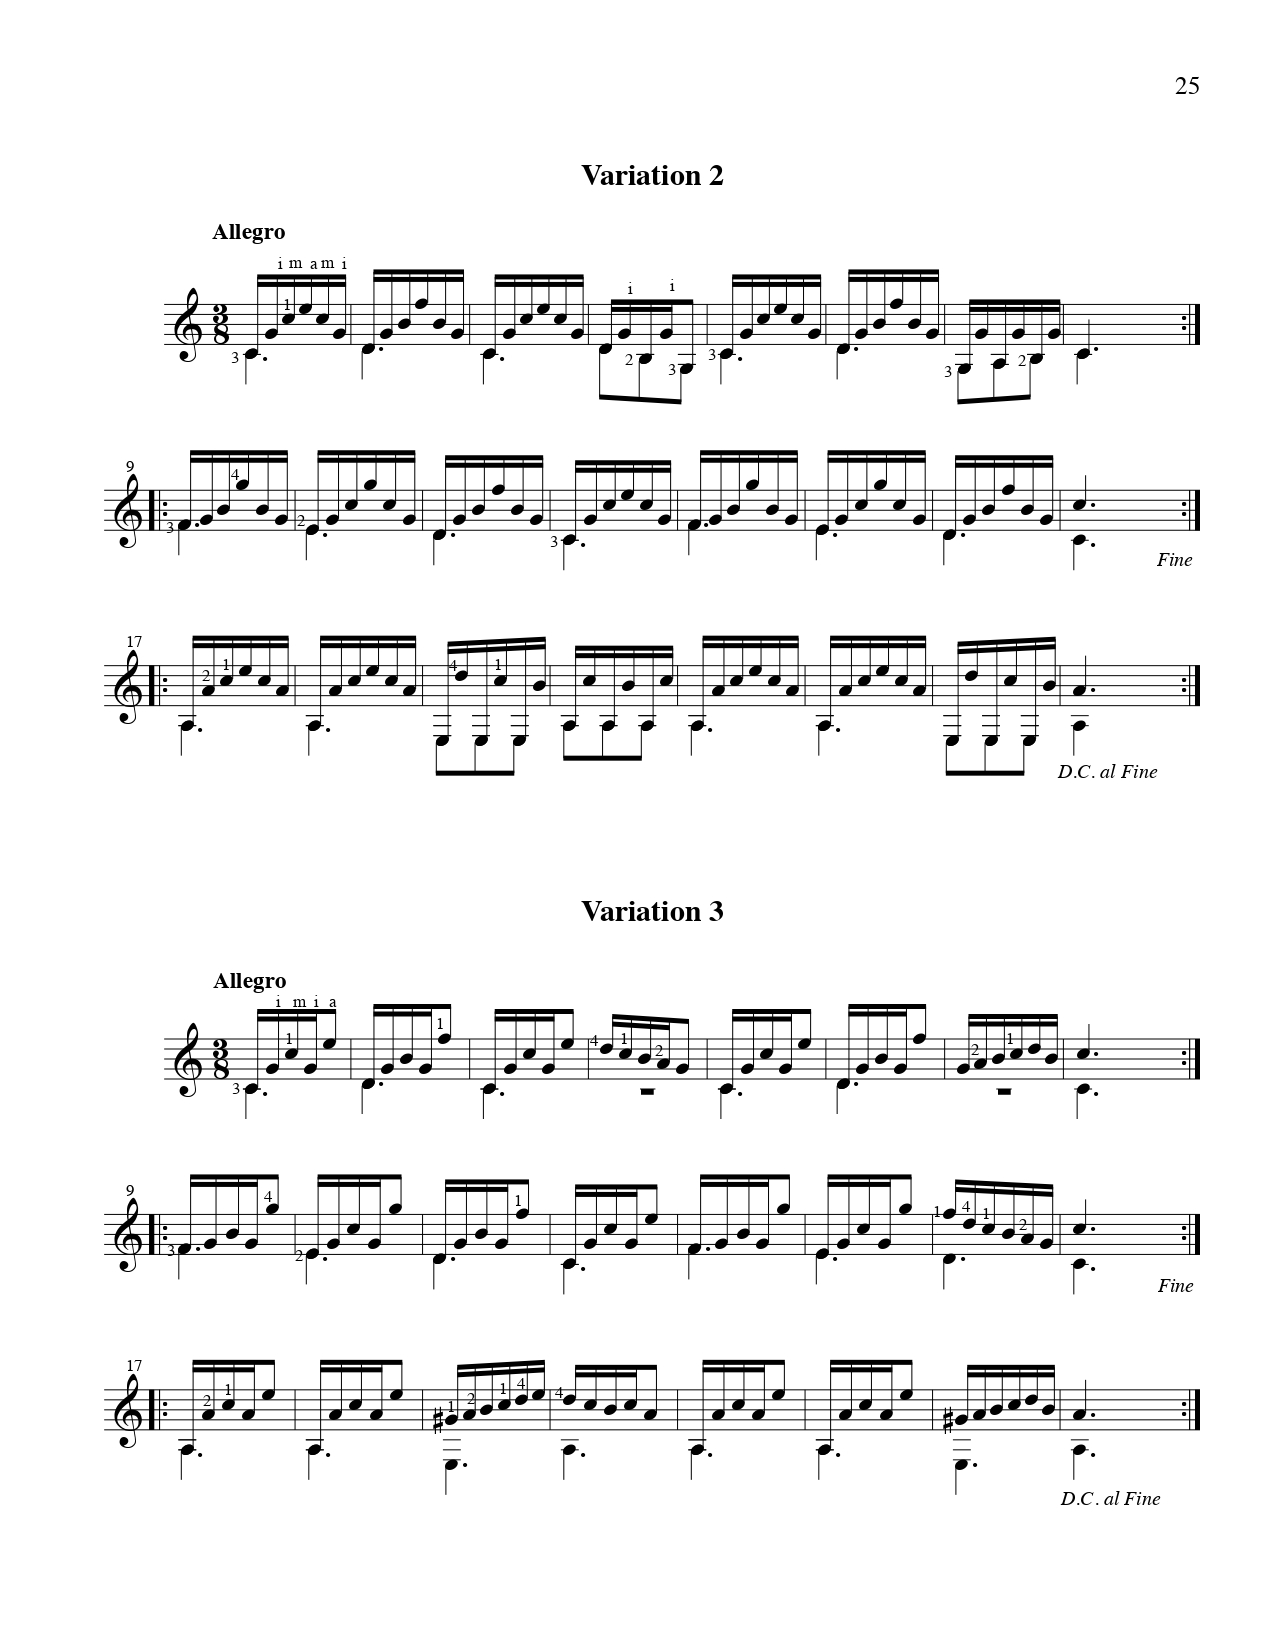 25
Variation 2
Allegro
i m a m i
i i
3 1 2 3 3 3 2
3
8
9
4
3 2 3
Fine
17
2 1 4 1
D.C. al Fine
Variation 3
Allegro
i m i a
3 1 1 4 1 2 2 1
3
8
9
3 4 2 1 1 4 1 2
Fine
17
2 1 1 2 1 4 4
D.C. al Fine